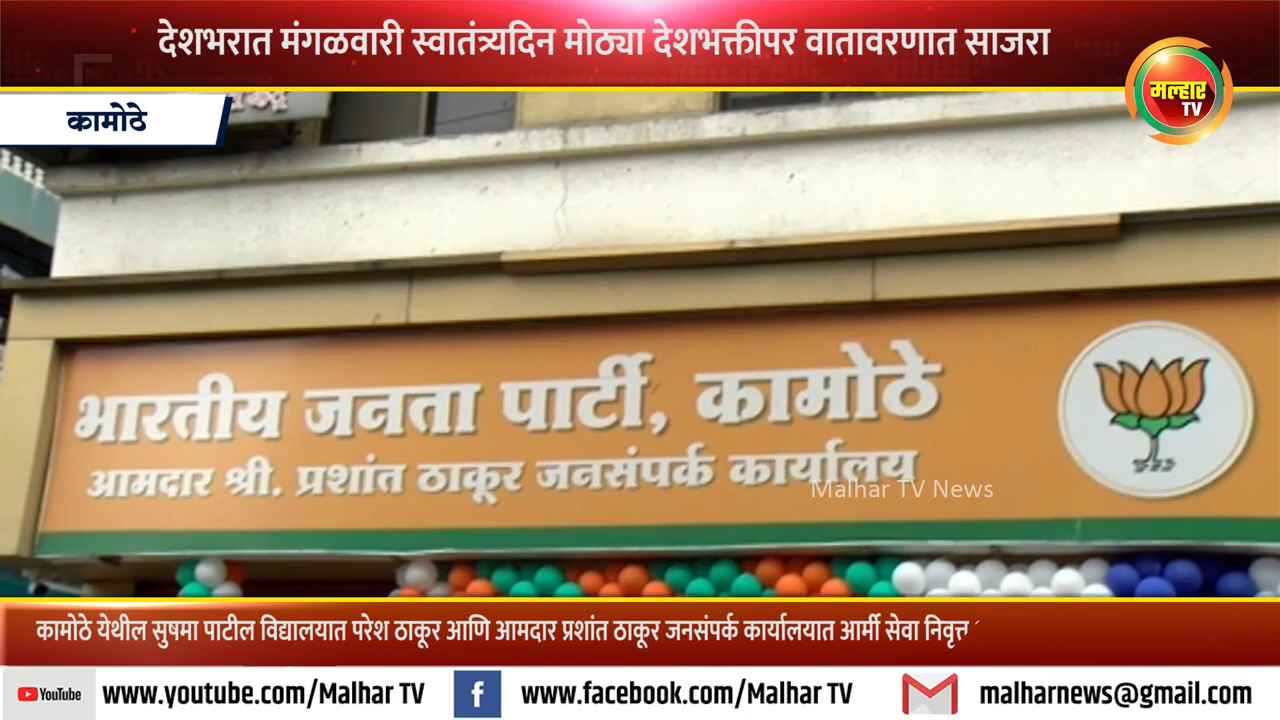 देशभरात मंगळवारी स्वातंत्र्यदिन मोठ्या देशभक्तीपर वातावरणात साजरा
मल्हार
TV
कामोठे
भारतीय जनता पार्टी, कामोठे
आमदार श्री. प्रशांत ठाकूर जनसंपर्क कार्यालय
Malhar TV News
कामोठे येथील सुषमा पाटील विद्यालयात परेश ठाकूर आणि आमदार प्रशांत ठाकूर जनसंपर्क कार्यालयात आर्मी सेवा निवृत्त
YouTube www.youtube.com/Malhar TV f www.facebook.com/Malhar TV malharnews@gmail.com